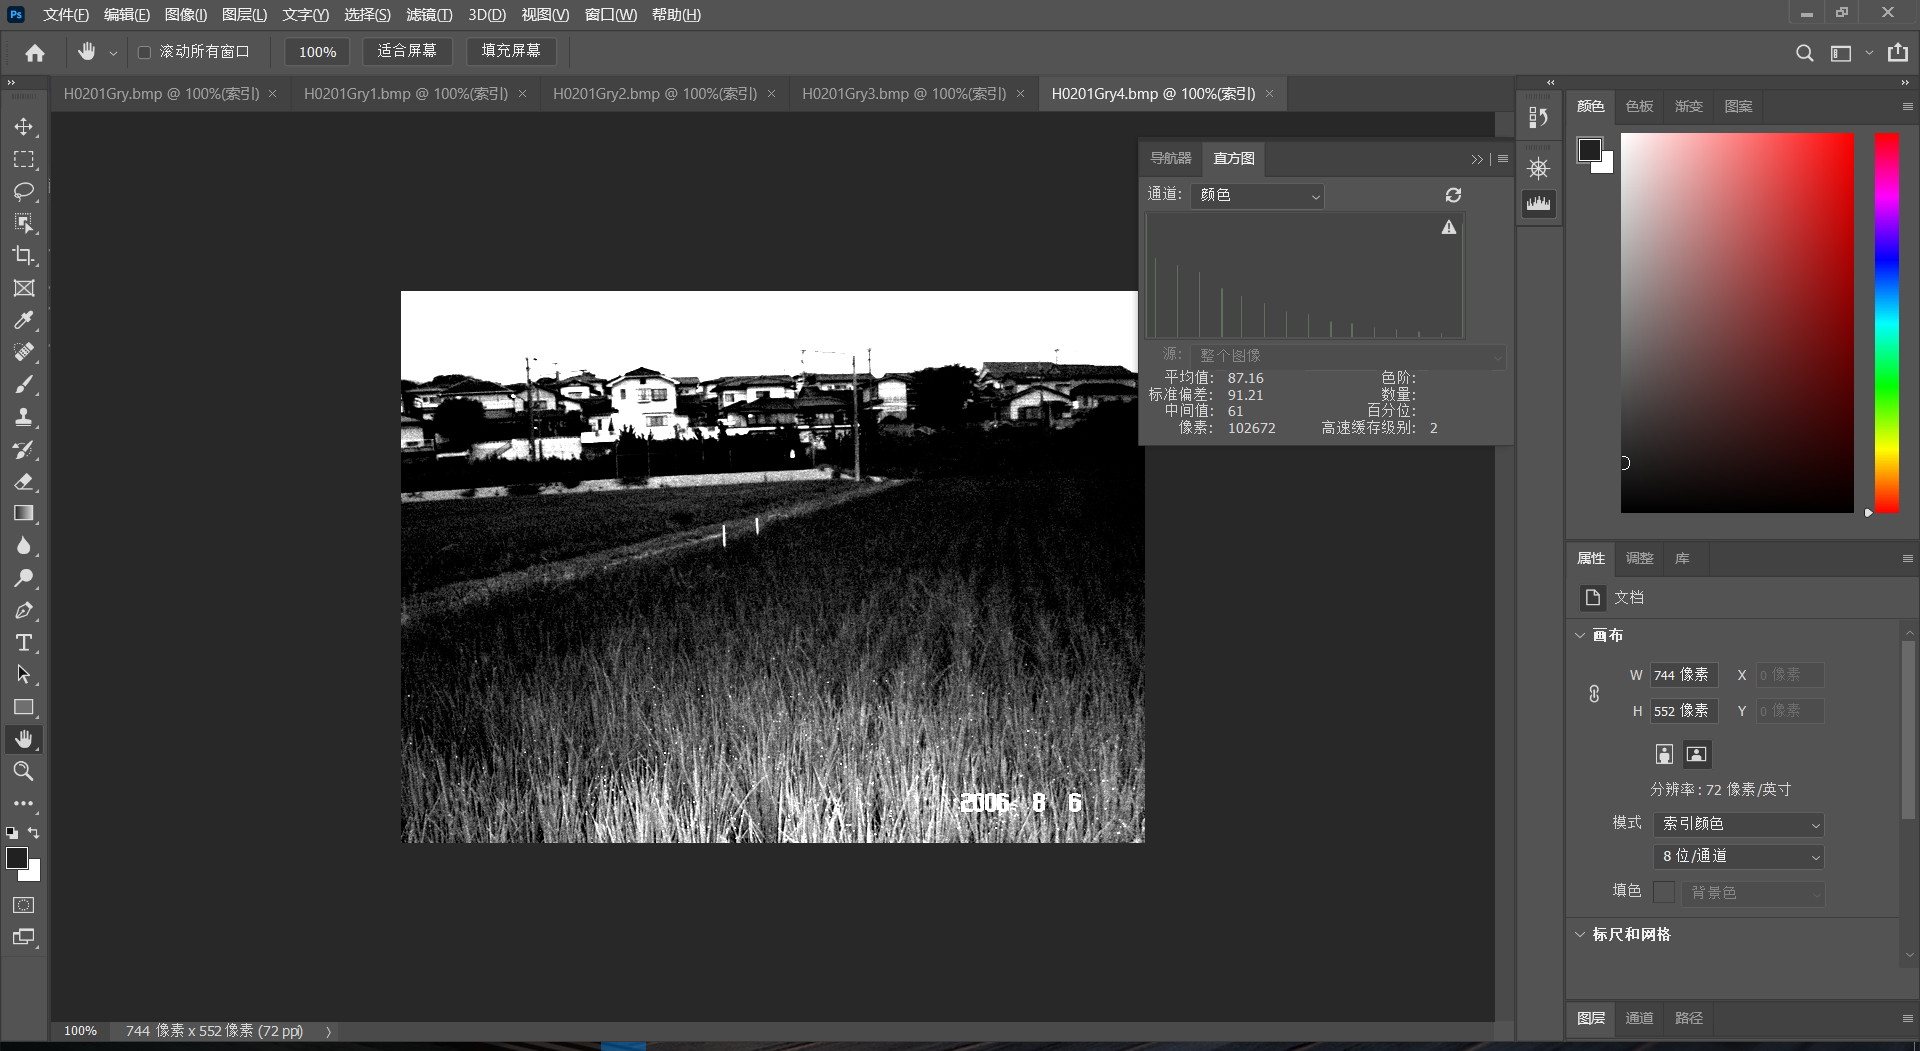 Ps 文件(F) 编辑(E) 图像(I) 图层(L) 文字(Y) 选择(S) 滤镜(T) 3D(D) 视图(V) 窗口(W) 帮助(H)
滚动所有窗口 100% 适合屏幕 填充屏幕
H0201Gry.bmp @ 100%(索引) × H0201Gry1.bmp @ 100%(索引) × H0201Gry2.bmp @ 100%(索引) × H0201Gry3.bmp @ 100%(索引) × H0201Gry4.bmp @ 100%(索引) ×
导航器 直方图
通道: 颜色
源: 整个图像
平均值: 87.16 色阶:
标准偏差: 91.21 数量:
中间值: 61 百分位:
像素: 102672 高速缓存级别: 2
2006. 8 6
颜色 色板 渐变 图案
属性 调整 库
文档
画布
W 744 像素 X 0 像素
H 552 像素 Y 0 像素
分辨率: 72 像素/英寸
模式 索引颜色
8 位/通道
填色 背景色
标尺和网格
图层 通道 路径
100% 744 像素 x 552 像素 (72 ppi)